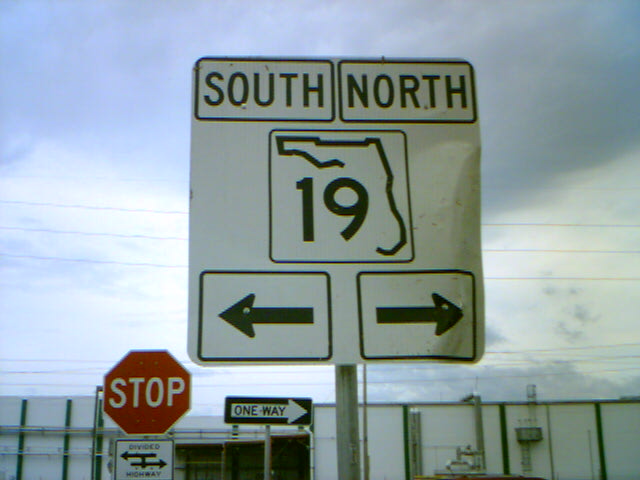 SOUTH NORTH
19
STOP
ONE WAY
DIVIDED
HIGHWAY